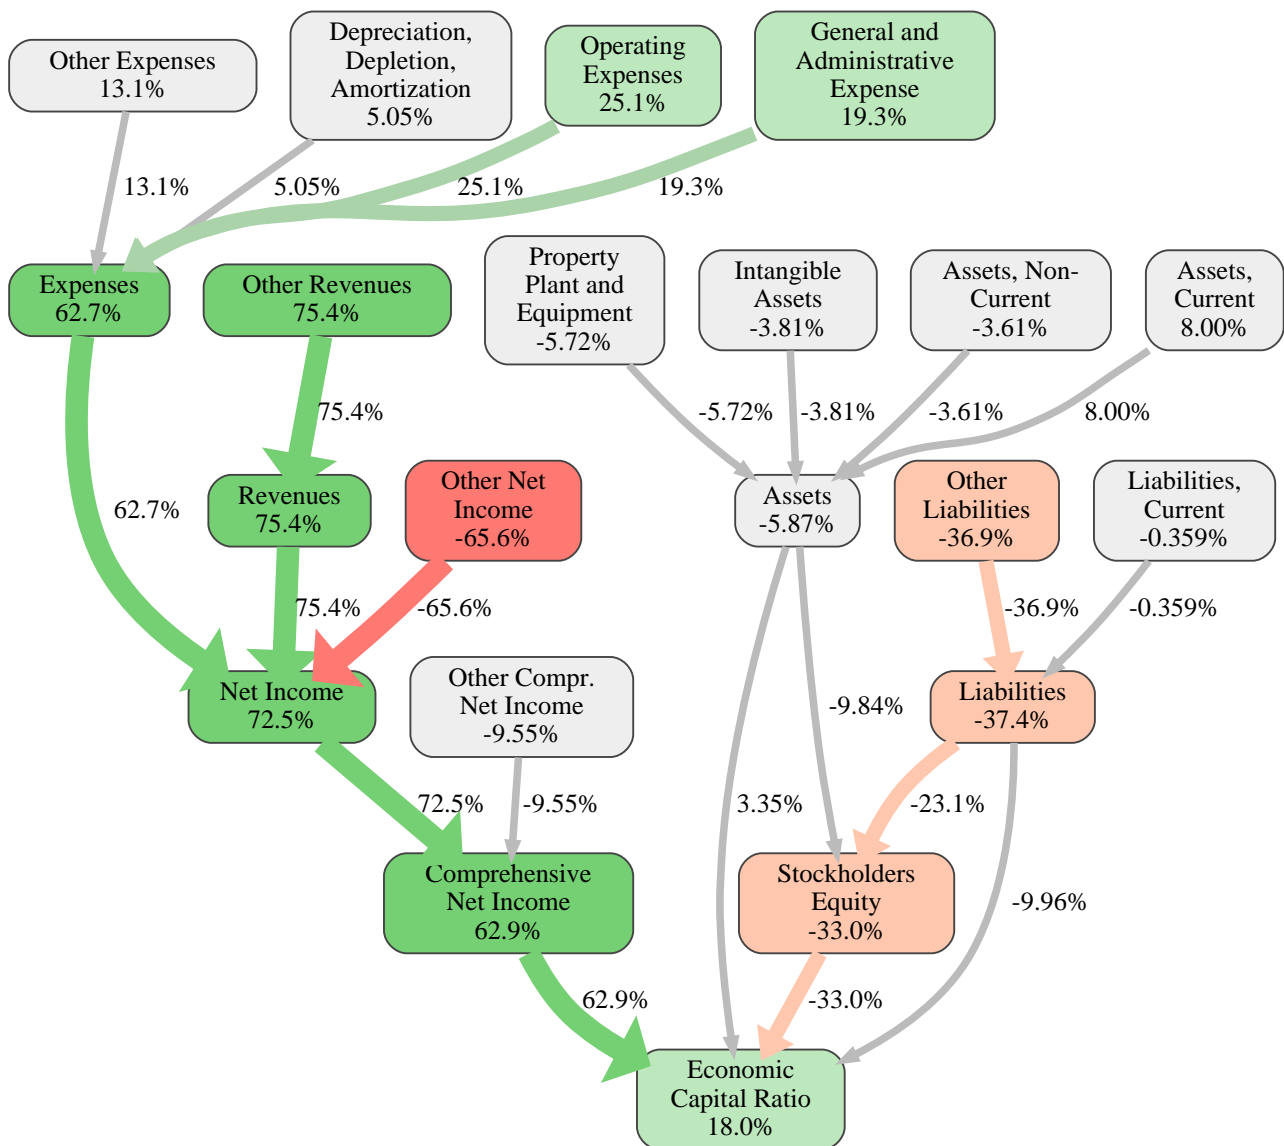 Other Expenses
13.1%
Depreciation,
Depletion,
Amortization
5.05%
Operating
Expenses
25.1%
General and
Administrative
Expense
19.3%
13.1%
5.05%
25.1%
19.3%
Expenses
62.7%
Other Revenues
75.4%
Property
Plant and
Equipment
-5.72%
Intangible
Assets
-3.81%
Assets, Non-
Current
-3.61%
Assets,
Current
8.00%
75.4%
-5.72%
-3.81%
-3.61%
8.00%
62.7%
Revenues
75.4%
Other Net
Income
-65.6%
Assets
-5.87%
Other
Liabilities
-36.9%
Liabilities,
Current
-0.359%
75.4%
-65.6%
-36.9%
-0.359%
Net Income
72.5%
Other Compr.
Net Income
-9.55%
-9.84%
Liabilities
-37.4%
72.5%
-9.55%
3.35%
-23.1%
Comprehensive
Net Income
62.9%
Stockholders
Equity
-33.0%
-9.96%
62.9%
-33.0%
Economic
Capital Ratio
18.0%